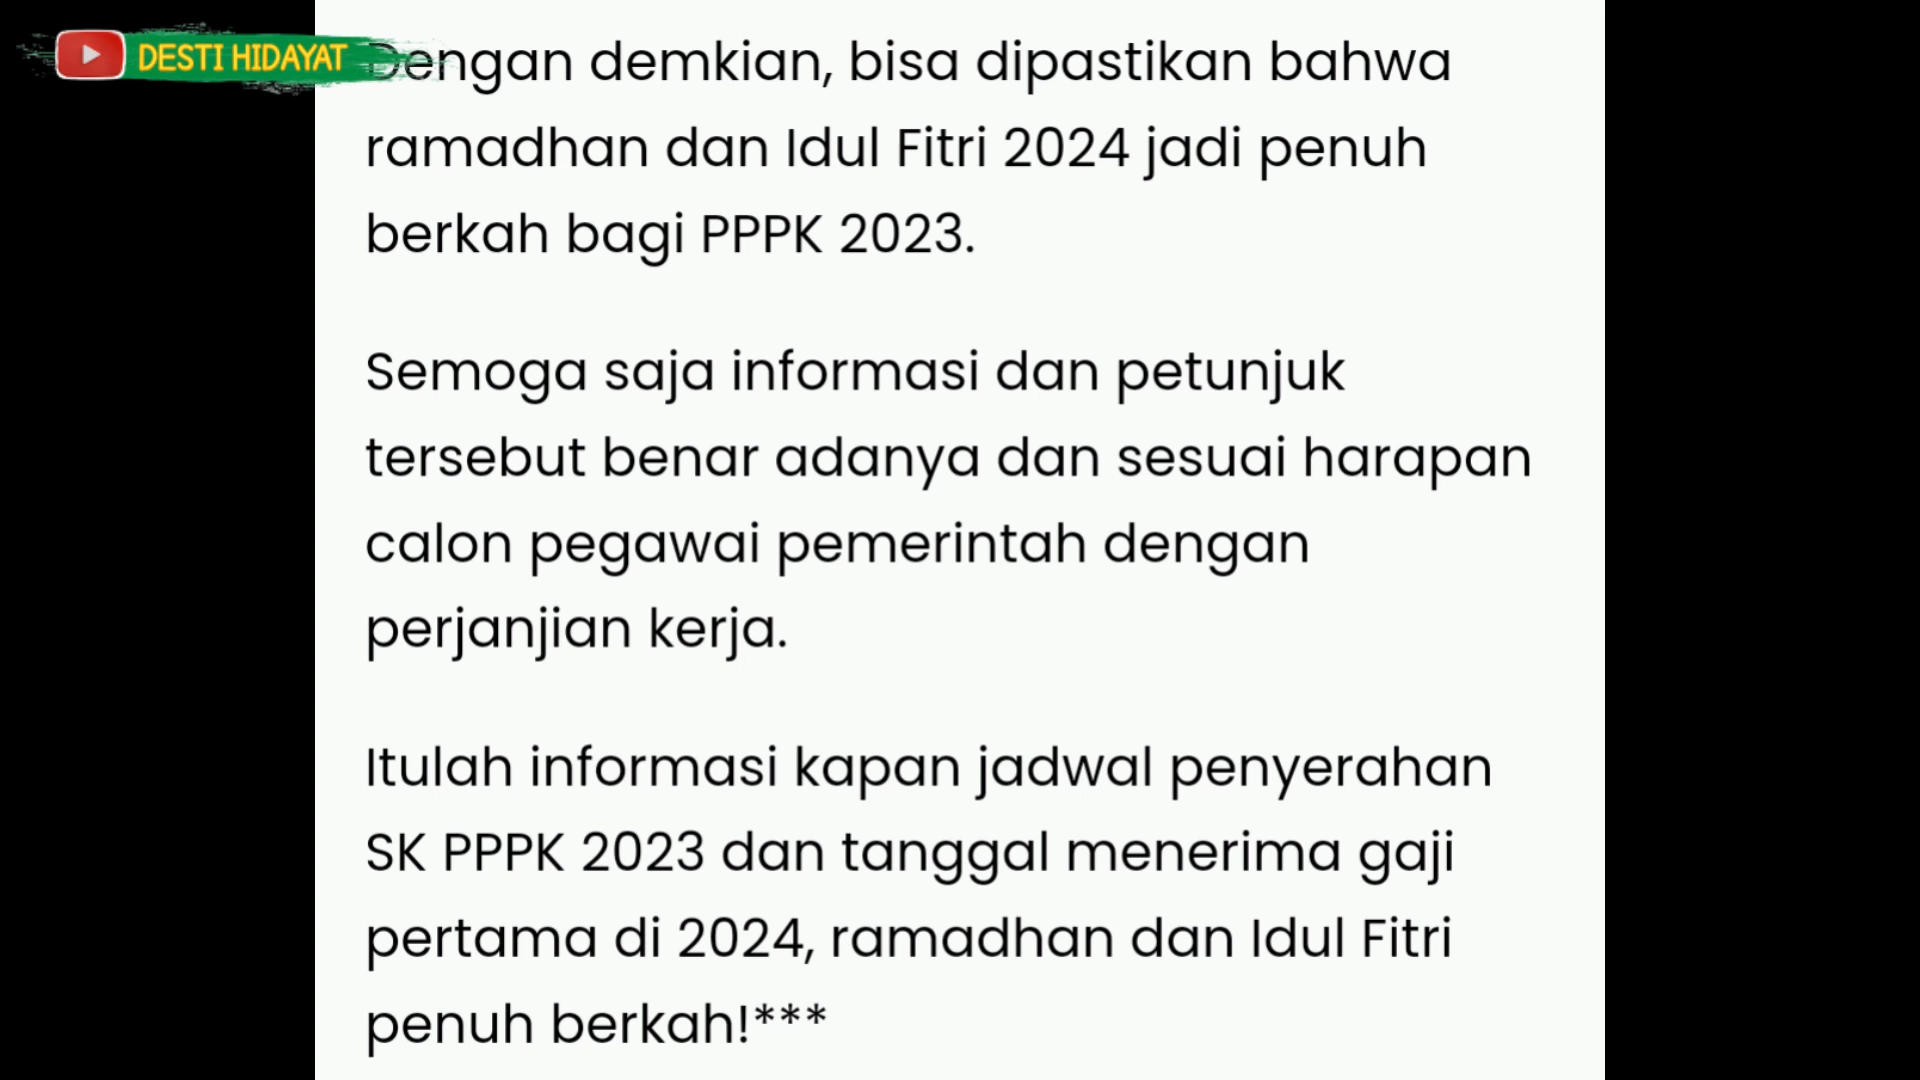 DESTI HIDAYAT
Dengan demkian, bisa dipastikan bahwa
ramadhan dan Idul Fitri 2024 jadi penuh
berkah bagi PPPK 2023.
Semoga saja informasi dan petunjuk
tersebut benar adanya dan sesuai harapan
calon pegawai pemerintah dengan
perjanjian kerja.
Itulah informasi kapan jadwal penyerahan
SK PPPK 2023 dan tanggal menerima gaji
pertama di 2024, ramadhan dan Idul Fitri
penuh berkah!***